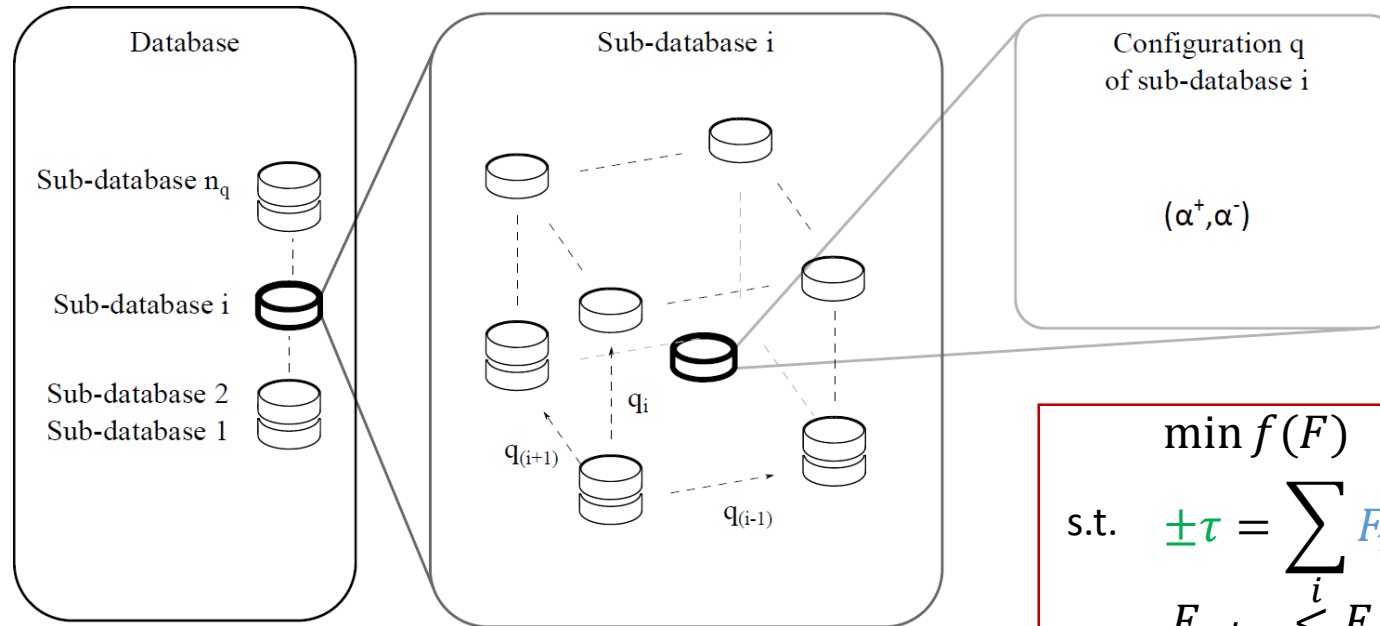 Database
Sub-database n_q
Sub-database i
Sub-database 2
Sub-database 1
Sub-database i
q_i
q_(i+1)
q_(i-1)
Configuration q
of sub-database i
(α⁺,α⁻)
min f(F)
s.t. ±τ = ∑ F
i